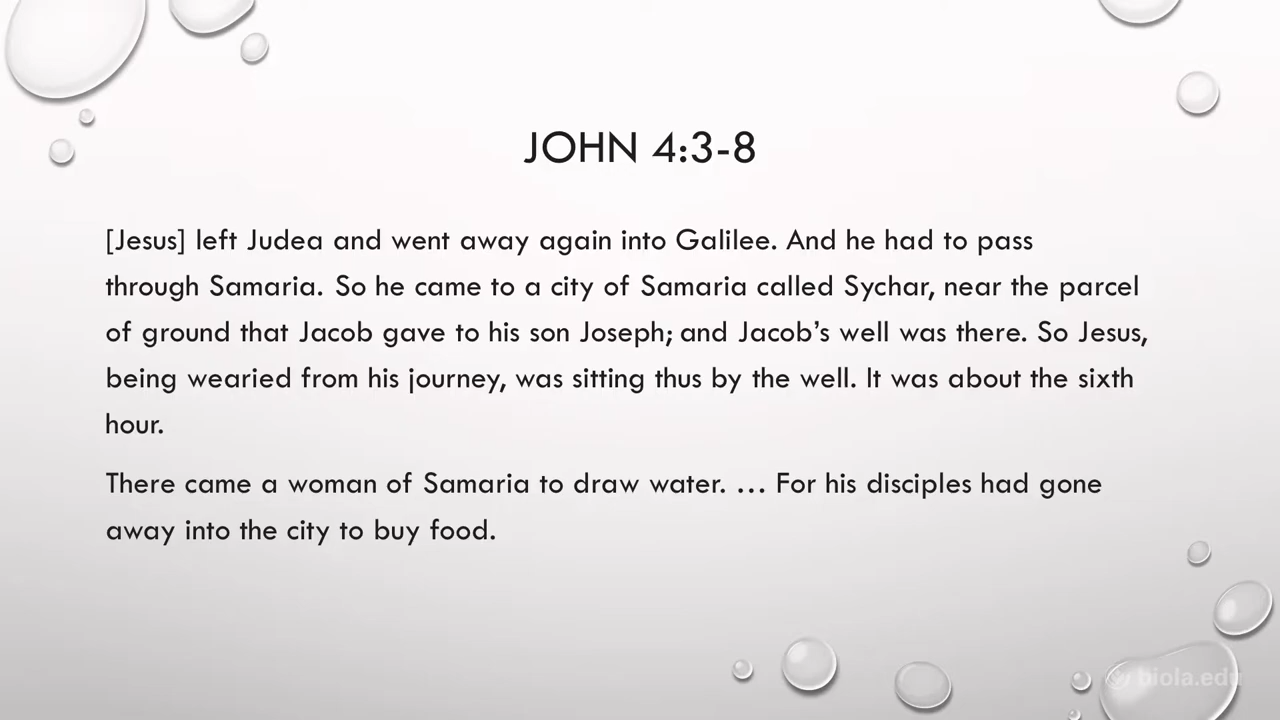 JOHN 4:3-8
[Jesus] left Judea and went away again into Galilee. And he had to pass
through Samaria. So he came to a city of Samaria called Sychar, near the parcel
of ground that Jacob gave to his son Joseph; and Jacob’s well was there. So Jesus,
being wearied from his journey, was sitting thus by the well. It was about the sixth
hour.
There came a woman of Samaria to draw water. … For his disciples had gone
away into the city to buy food.
biola.edu